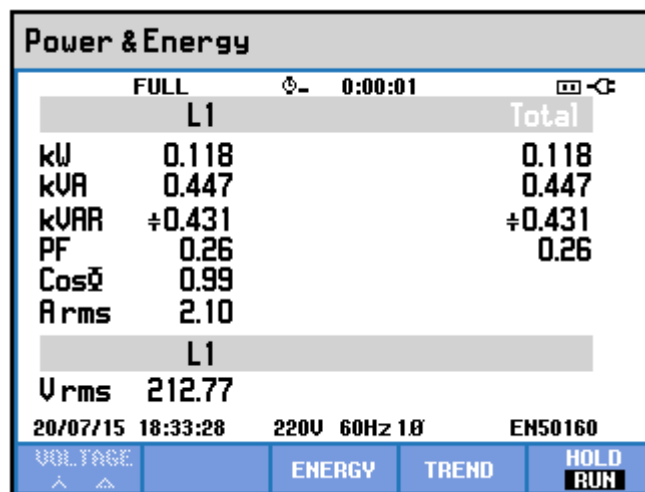 Power & Energy
FULL 0:00:01
L1 Total
kW 0.118 0.118
kVA 0.447 0.447
kVAR ÷0.431 ÷0.431
PF 0.26 0.26
CosΦ 0.99
A rms 2.10
L1
V rms 212.77
20/07/15 18:33:28 220V 60Hz 1Ø EN50160
VOLTAGE ENERGY TREND HOLD
RUN